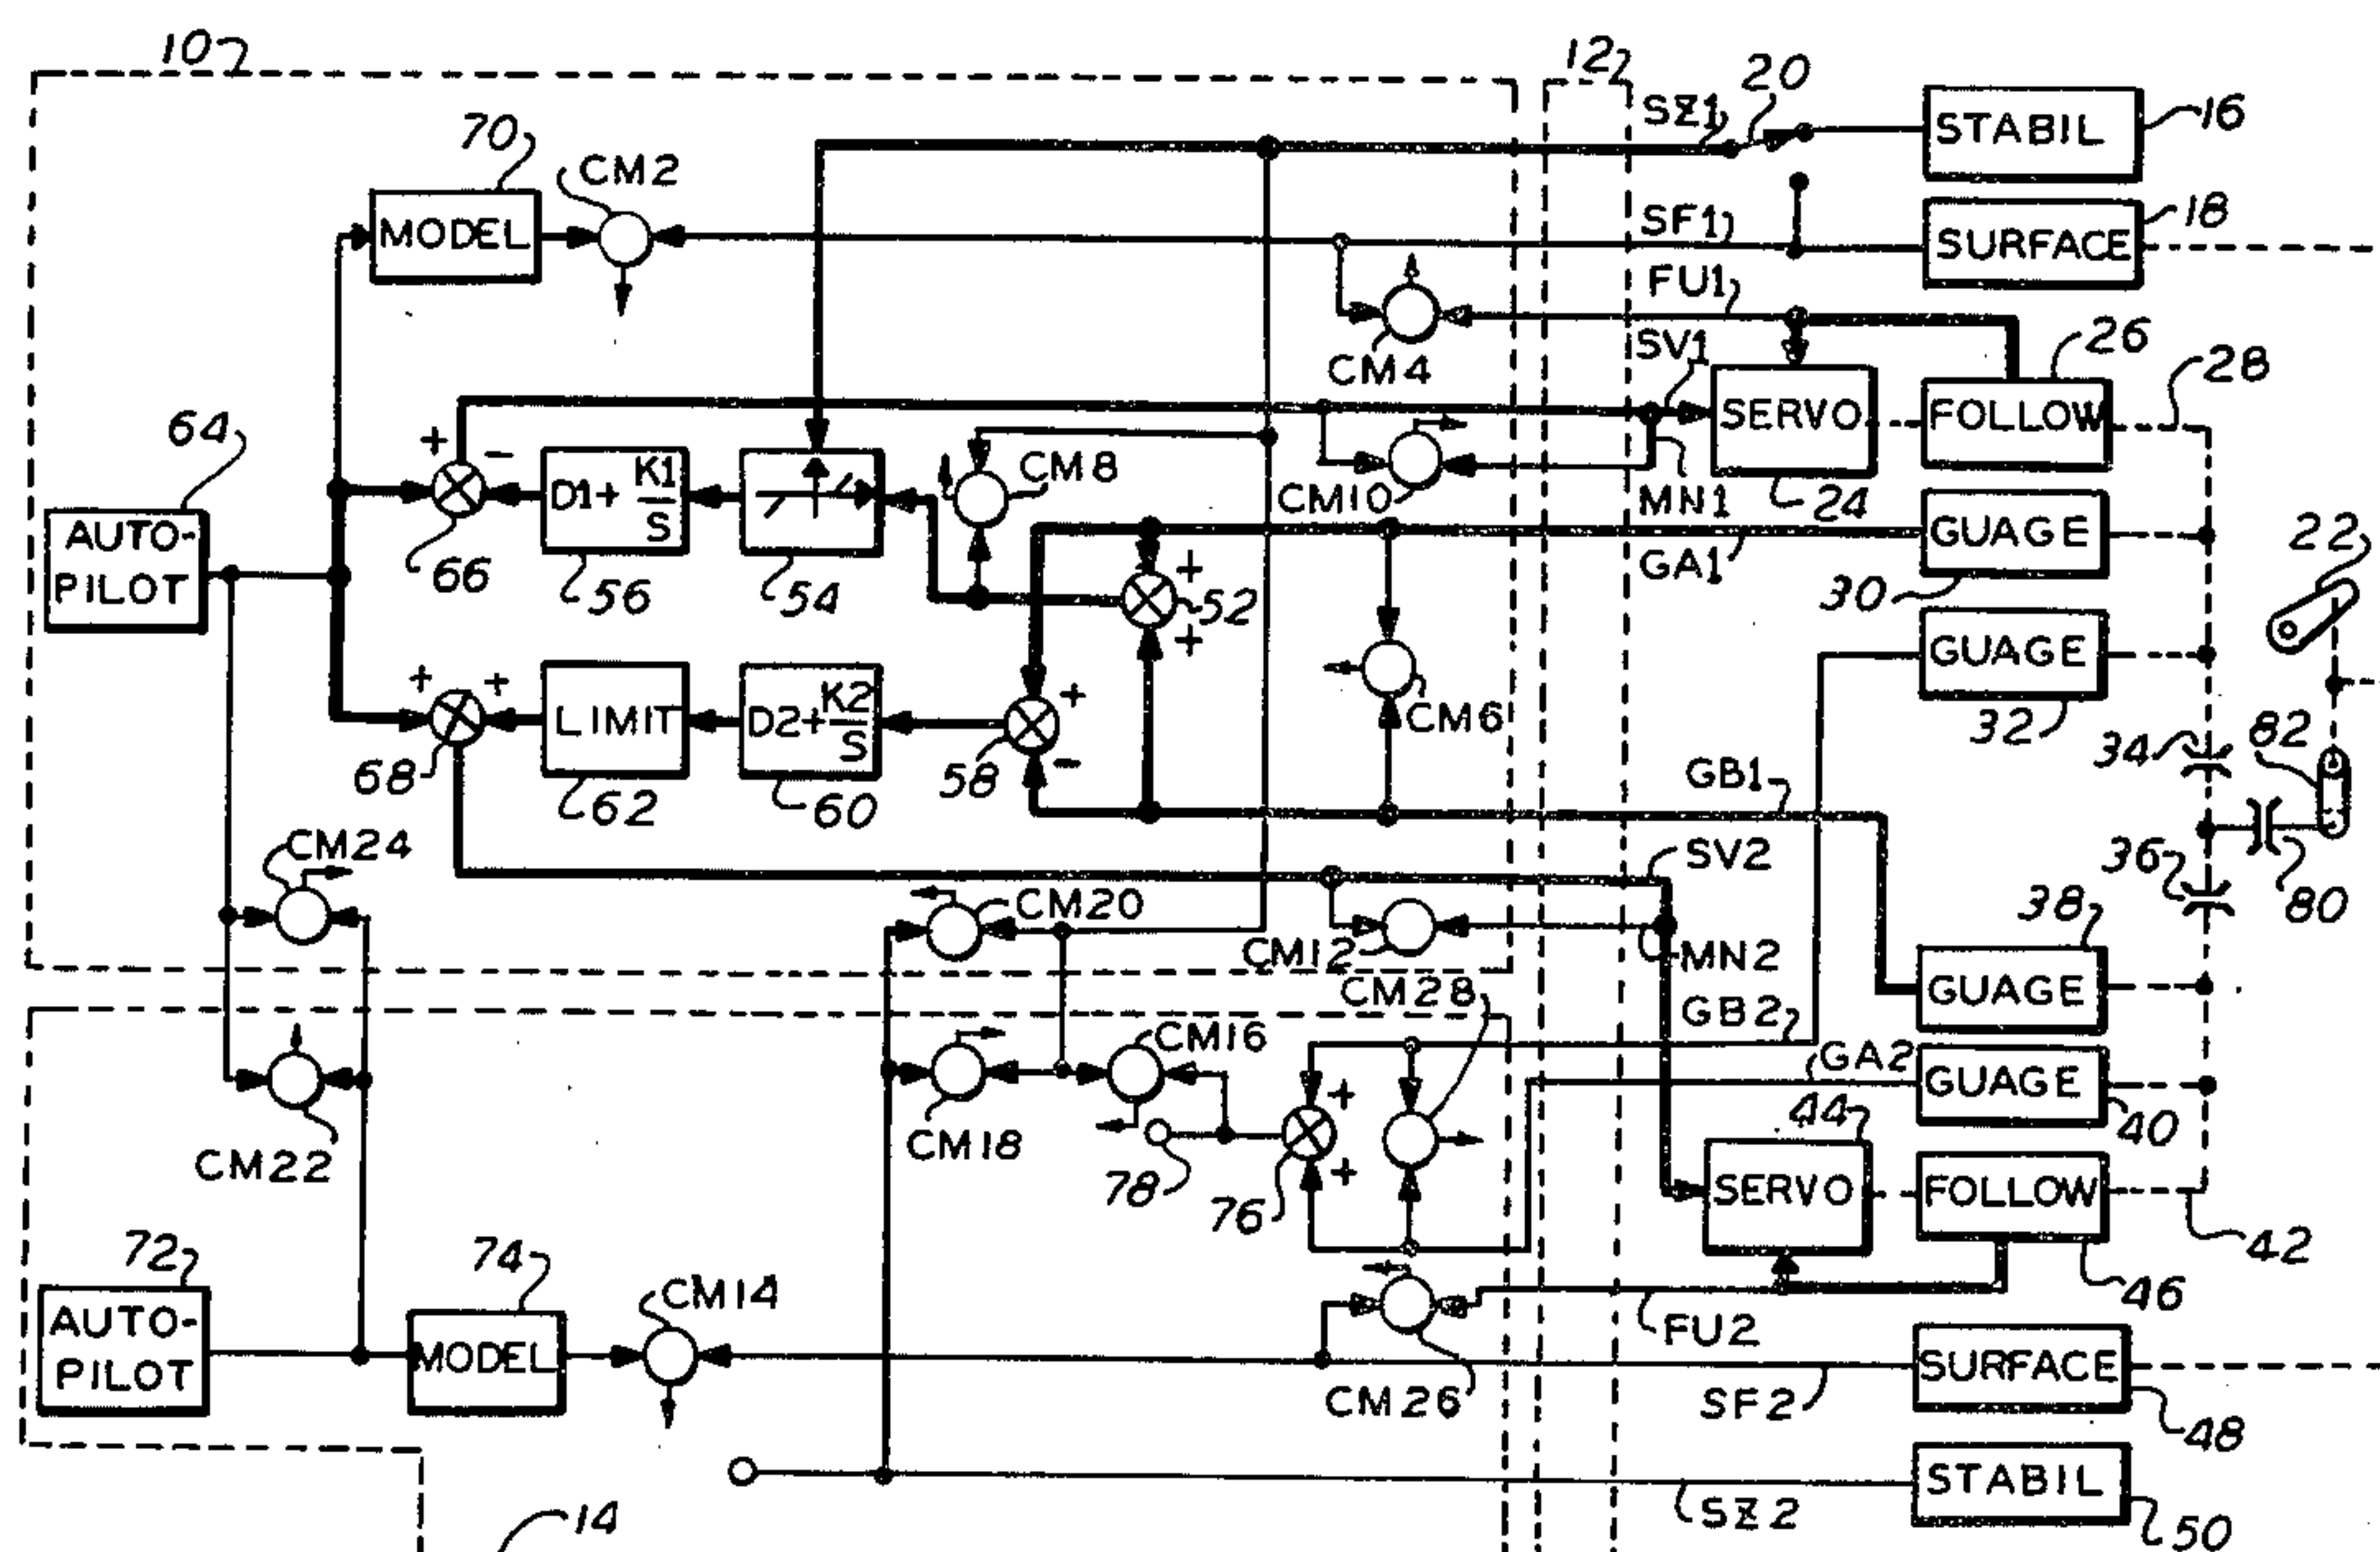 10
12
20
SZ1
STABIL
16
70
CM2
MODEL
SF1
SURFACE
18
FU1
CM4
SV1
26
28
64
+
-
SERVO
FOLLOW
CM8
D1+ K1/S
CM10
MN1
24
AUTO-
PILOT
66
56
54
+
52
+
GA1
GUAGE
30
22
GUAGE
32
+
+
LIMIT
D2+ K2/S
+
CM6
68
62
60
58
-
GB1
34
82
CM24
SV2
36
80
CM20
CM12
MN2
38
GUAGE
CM28
GB2
CM16
GA2
GUAGE
40
CM18
+
44
CM22
78
76
+
SERVO
FOLLOW
42
72
74
CM14
46
AUTO-
PILOT
MODEL
FU2
SURFACE
CM26
SF2
48
STABIL
14
SZ2
50